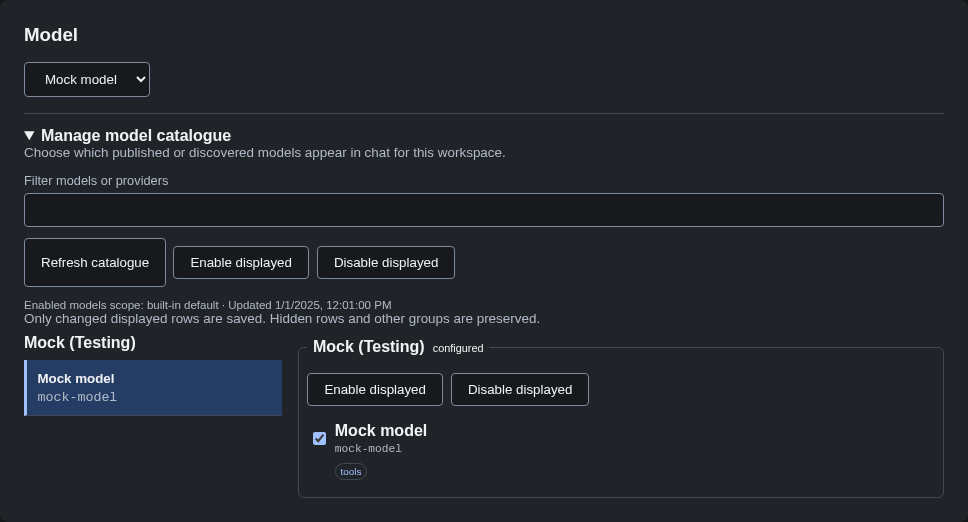 Model
Mock model
Manage model catalogue
Choose which published or discovered models appear in chat for this workspace.
Filter models or providers
Refresh catalogue Enable displayed Disable displayed
Enabled models scope: built-in default · Updated 1/1/2025, 12:01:00 PM
Only changed displayed rows are saved. Hidden rows and other groups are preserved.
Mock (Testing)
Mock model
mock-model
Mock (Testing) configured
Enable displayed Disable displayed
Mock model
mock-model
tools